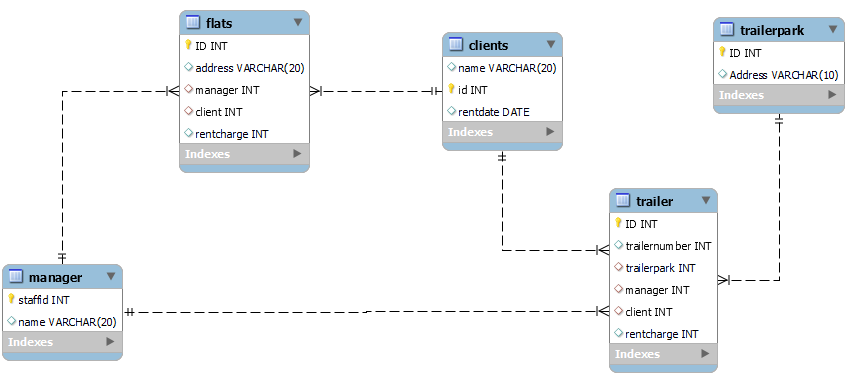 flats
ID INT
address VARCHAR(20)
manager INT
client INT
rentcharge INT
Indexes
clients
name VARCHAR(20)
id INT
rentdate DATE
Indexes
trailerpark
ID INT
Address VARCHAR(10)
Indexes
trailer
ID INT
trailernumber INT
trailerpark INT
manager INT
client INT
rentcharge INT
Indexes
manager
staffid INT
name VARCHAR(20)
Indexes